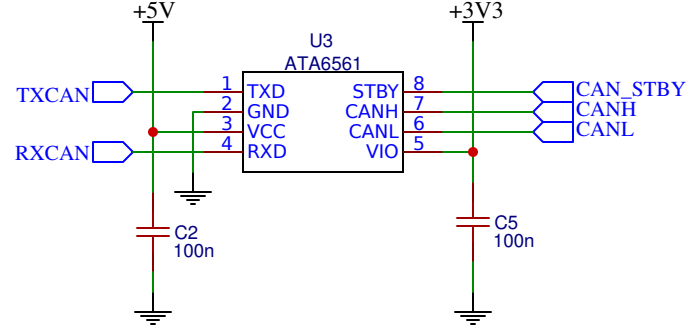 +5V
+3V3
U3
ATA6561
TXCAN
1
TXD
STBY
8
CAN_STBY
2
GND
CANH
7
CANH
3
VCC
CANL
6
CANL
RXCAN
4
RXD
VIO
5
C2
100n
C5
100n